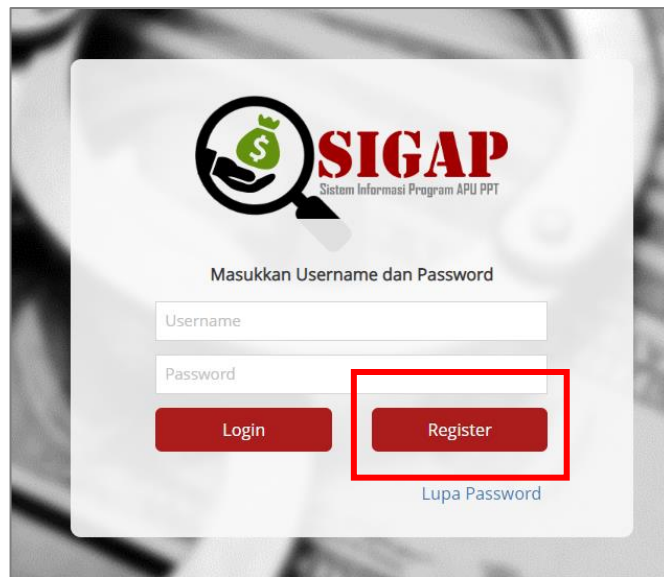 $
SIGAP
Sistem Informasi Program APU PPT
Masukkan Username dan Password
Username
Password
Login
Register
Lupa Password